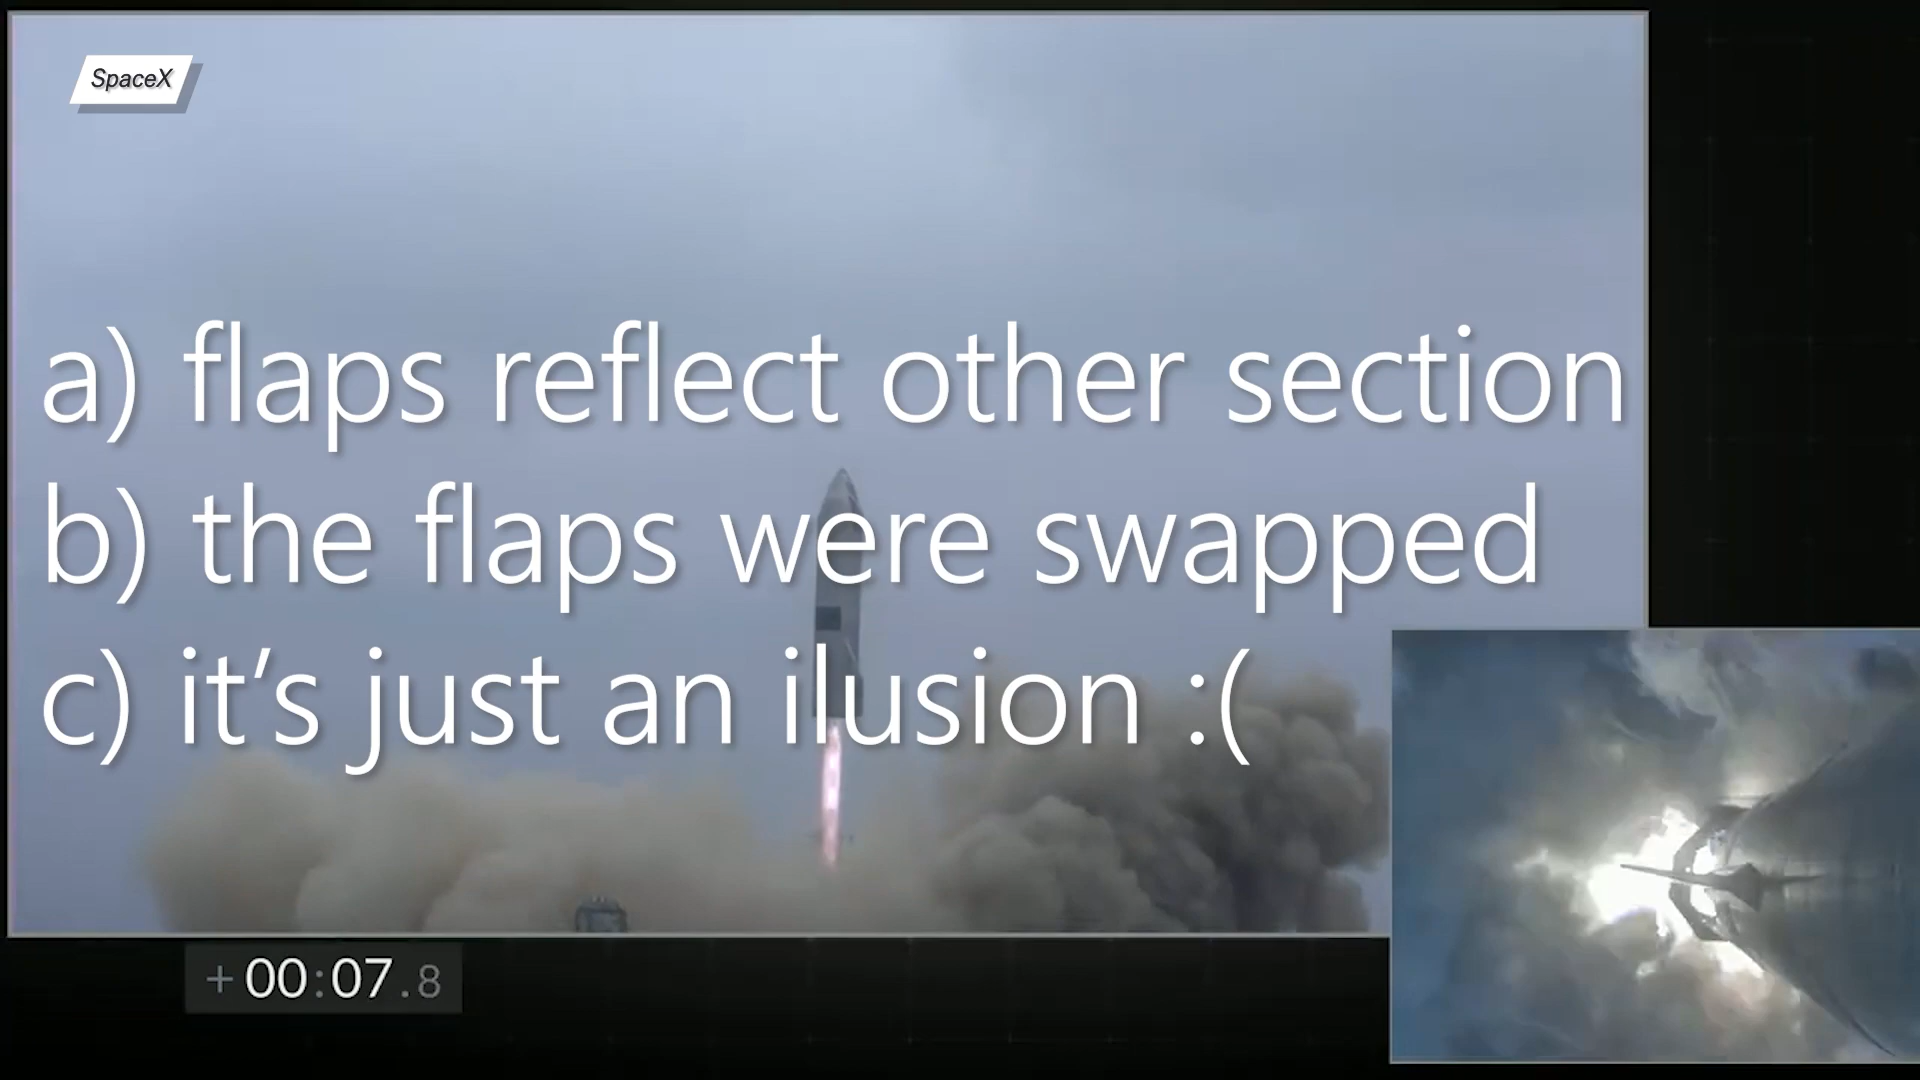 SpaceX
a) flaps reflect other section
b) the flaps were swapped
c) it’s just an ilusion :(
+ 00:07.8